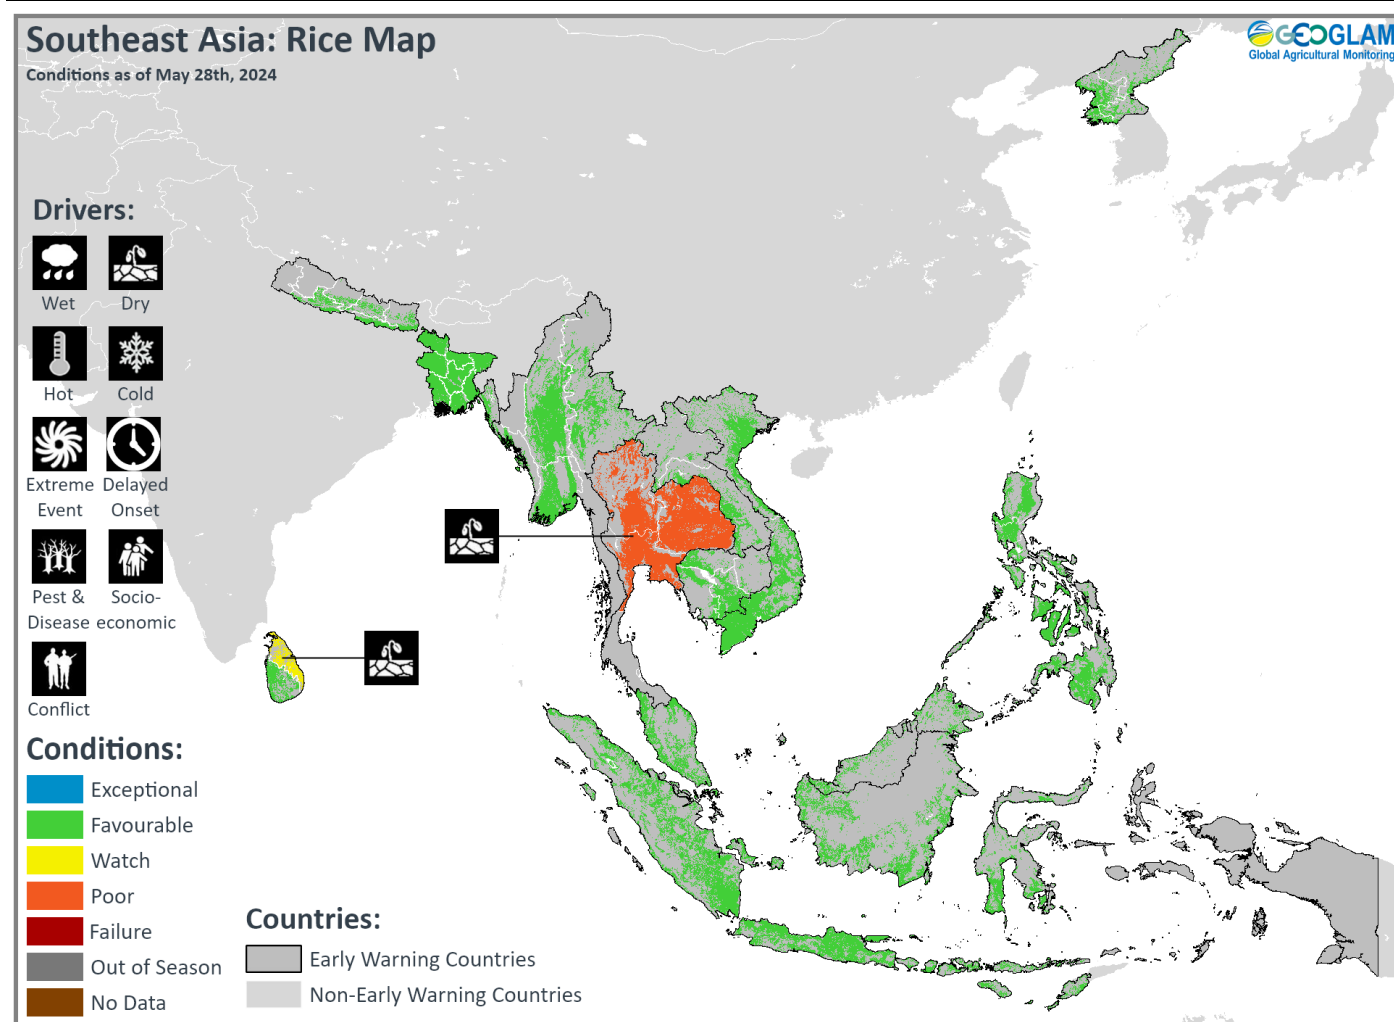 Southeast Asia: Rice Map
Conditions as of May 28th, 2024
GEOGLAM
Global Agricultural Monitoring
Drivers:
Wet Dry
Hot Cold
Extreme Delayed
Event Onset
Pest & Socio-
Disease economic
Conflict
Conditions:
Exceptional
Favourable
Watch
Poor
Failure
Out of Season
No Data
Countries:
Early Warning Countries
Non-Early Warning Countries